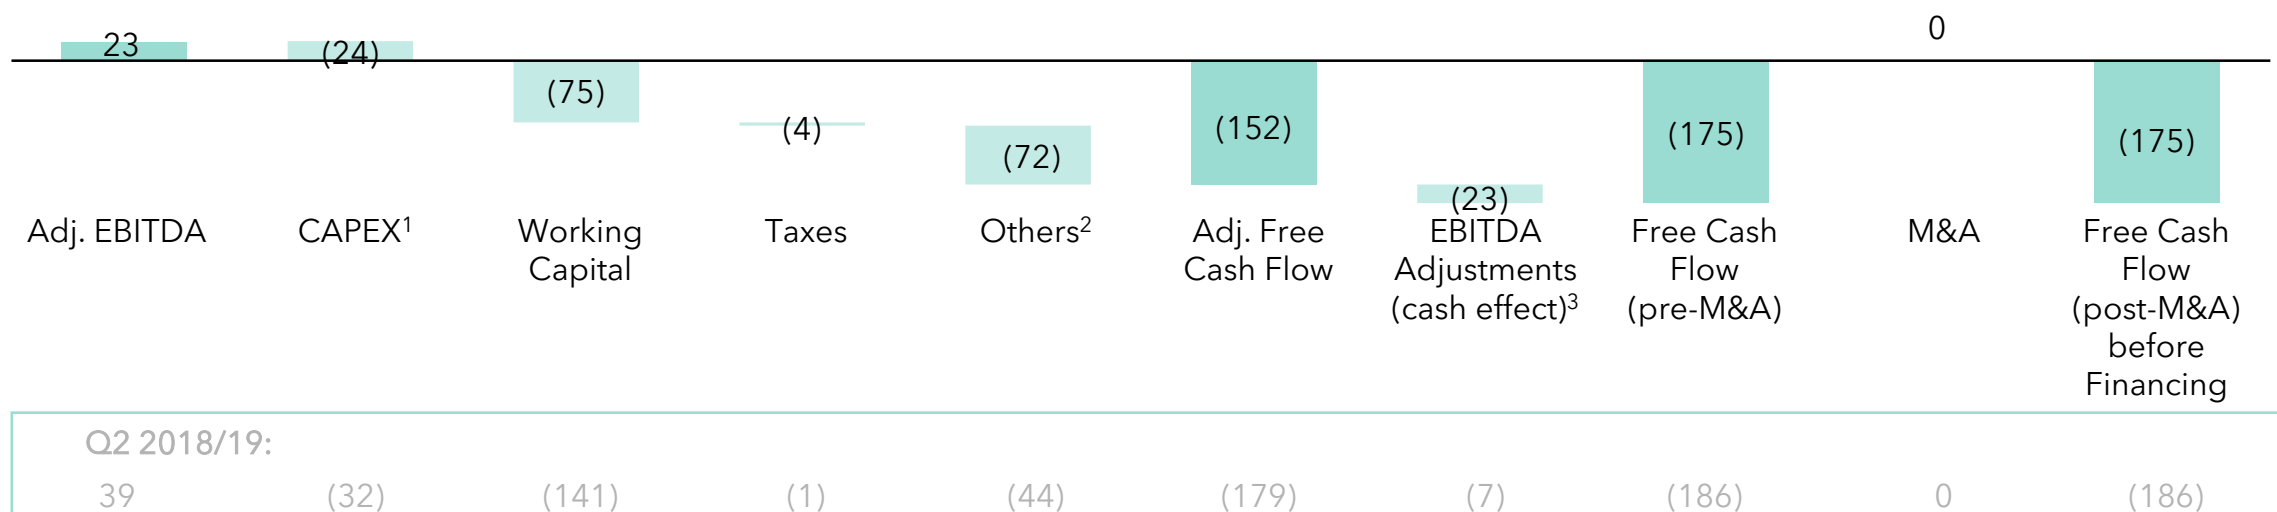 23 (24) (75) (4) (72) (152) (23) (175) 0 (175)
Adj. EBITDA
CAPEX1
Working
Capital
Taxes
Others2
Adj. Free
Cash Flow
EBITDA
Adjustments
(cash effect)3
Free Cash
Flow
(pre-M&A)
M&A
Free Cash
Flow
(post-M&A)
before
Financing
Q2 2018/19:
39 (32) (141) (1) (44) (179) (7) (186) 0 (186)